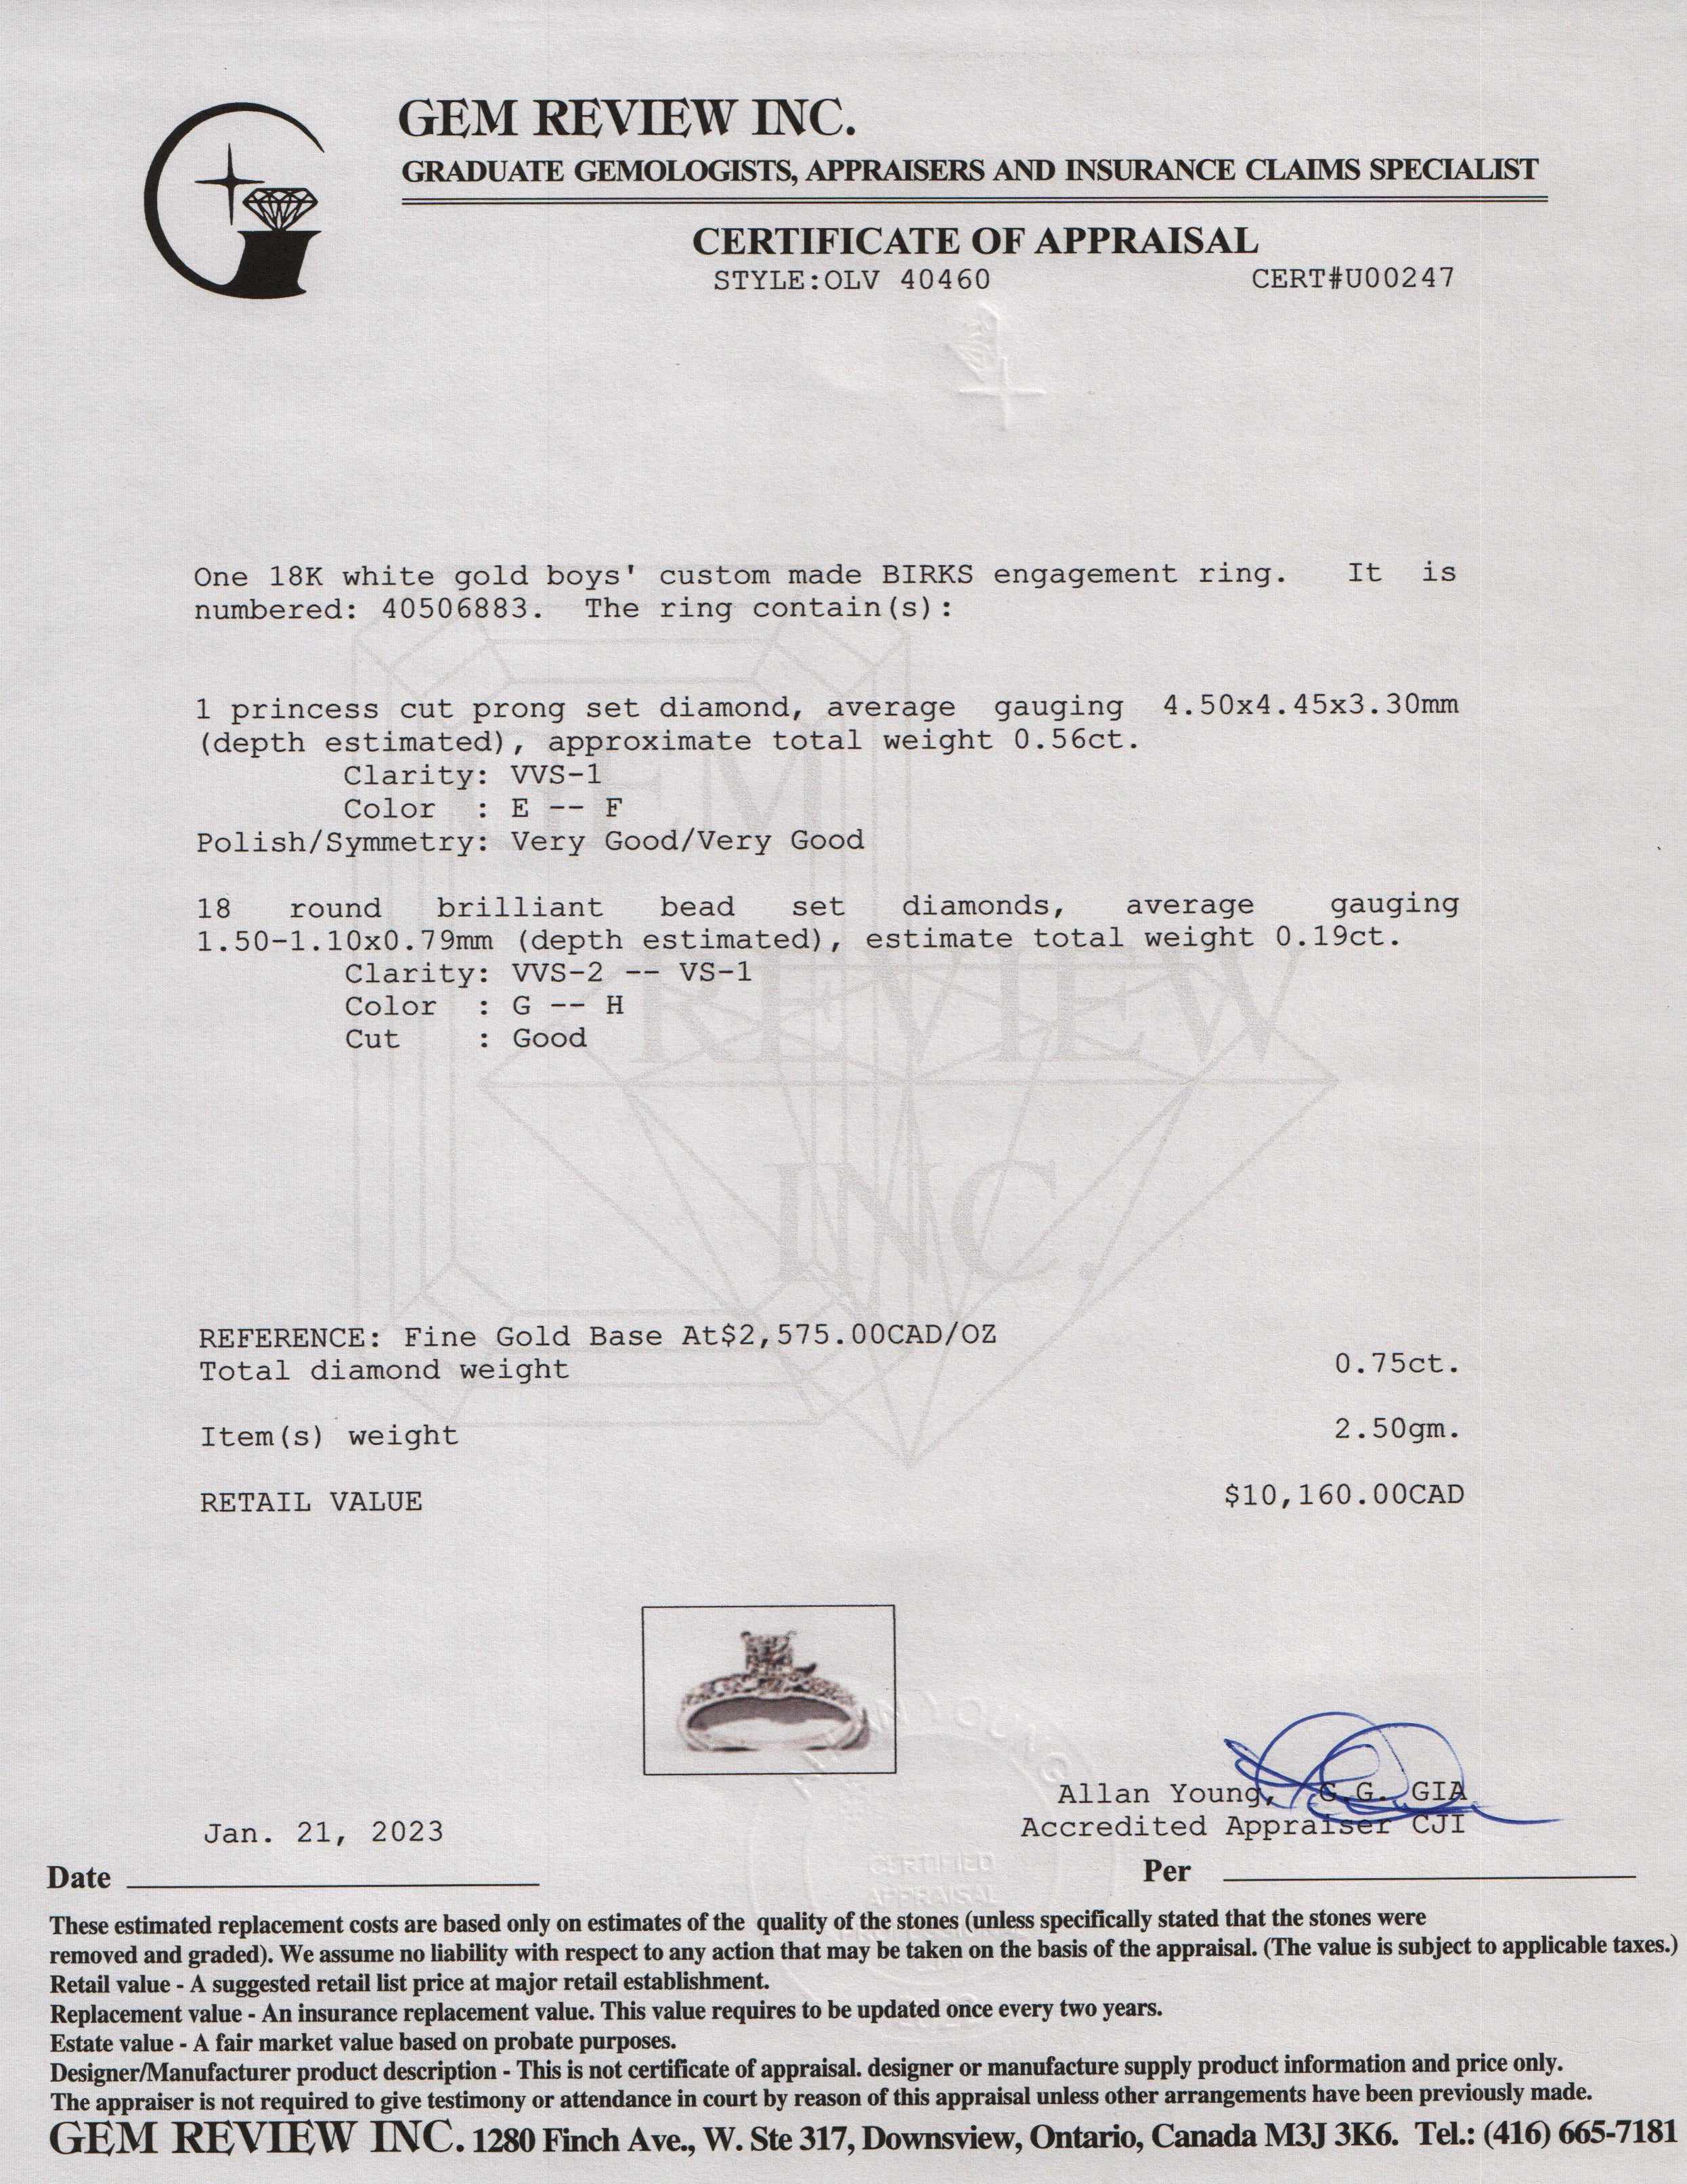 GEM REVIEW INC.
GRADUATE GEMOLOGISTS, APPRAISERS AND INSURANCE CLAIMS SPECIALIST
CERTIFICATE OF APPRAISAL
STYLE:OLV 40460 CERT#U00247
One 18K white gold boys' custom made BIRKS engagement ring. It is
numbered: 40506883. The ring contain(s):
1 princess cut prong set diamond, average gauging 4.50x4.45x3.30mm
(depth estimated), approximate total weight 0.56ct.
Clarity: VVS-1
Color : E -- F
Polish/Symmetry: Very Good/Very Good
18 round brilliant bead set diamonds, average gauging
1.50-1.10x0.79mm (depth estimated), estimate total weight 0.19ct.
Clarity: VVS-2 -- VS-1
Color : G -- H
Cut : Good
GEM
REVIEW
INC.
REFERENCE: Fine Gold Base At$2,575.00CAD/OZ
Total diamond weight 0.75ct.
Item(s) weight 2.50gm.
RETAIL VALUE $10,160.00CAD
Allan Young, G.G. GIA
Accredited Appraiser CJI
Jan. 21, 2023
Date Per
YOUNG
CERTIFIED
APPRAISAL
These estimated replacement costs are based only on estimates of the quality of the stones (unless specifically stated that the stones were
removed and graded). We assume no liability with respect to any action that may be taken on the basis of the appraisal. (The value is subject to applicable taxes.)
Retail value - A suggested retail list price at major retail establishment.
Replacement value - An insurance replacement value. This value requires to be updated once every two years.
Estate value - A fair market value based on probate purposes.
Designer/Manufacturer product description - This is not certificate of appraisal. designer or manufacture supply product information and price only.
The appraiser is not required to give testimony or attendance in court by reason of this appraisal unless other arrangements have been previously made.
GEM REVIEW INC. 1280 Finch Ave., W. Ste 317, Downsview, Ontario, Canada M3J 3K6. Tel.: (416) 665-7181